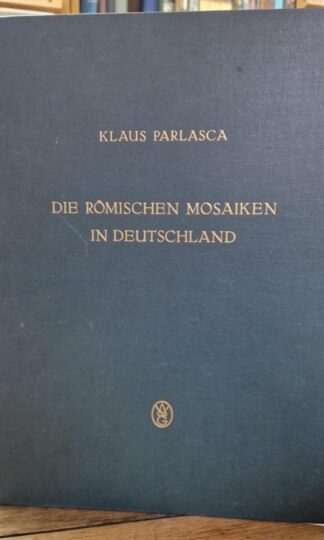 KLAUS PARLASCA
DIE RÖMISCHEN MOSAIKEN
IN DEUTSCHLAND